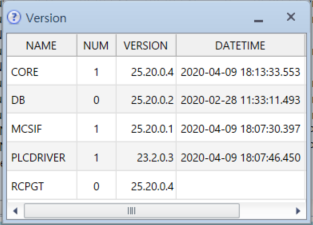 Version
NAME NUM VERSION DATETIME
CORE 1 25.20.0.4 2020-04-09 18:13:33.553
DB 0 25.20.0.2 2020-02-28 11:33:11.493
MCSIF 1 25.20.0.1 2020-04-09 18:07:30.397
PLCDRIVER 1 23.2.0.3 2020-04-09 18:07:46.450
RCPGT 0 25.20.0.4